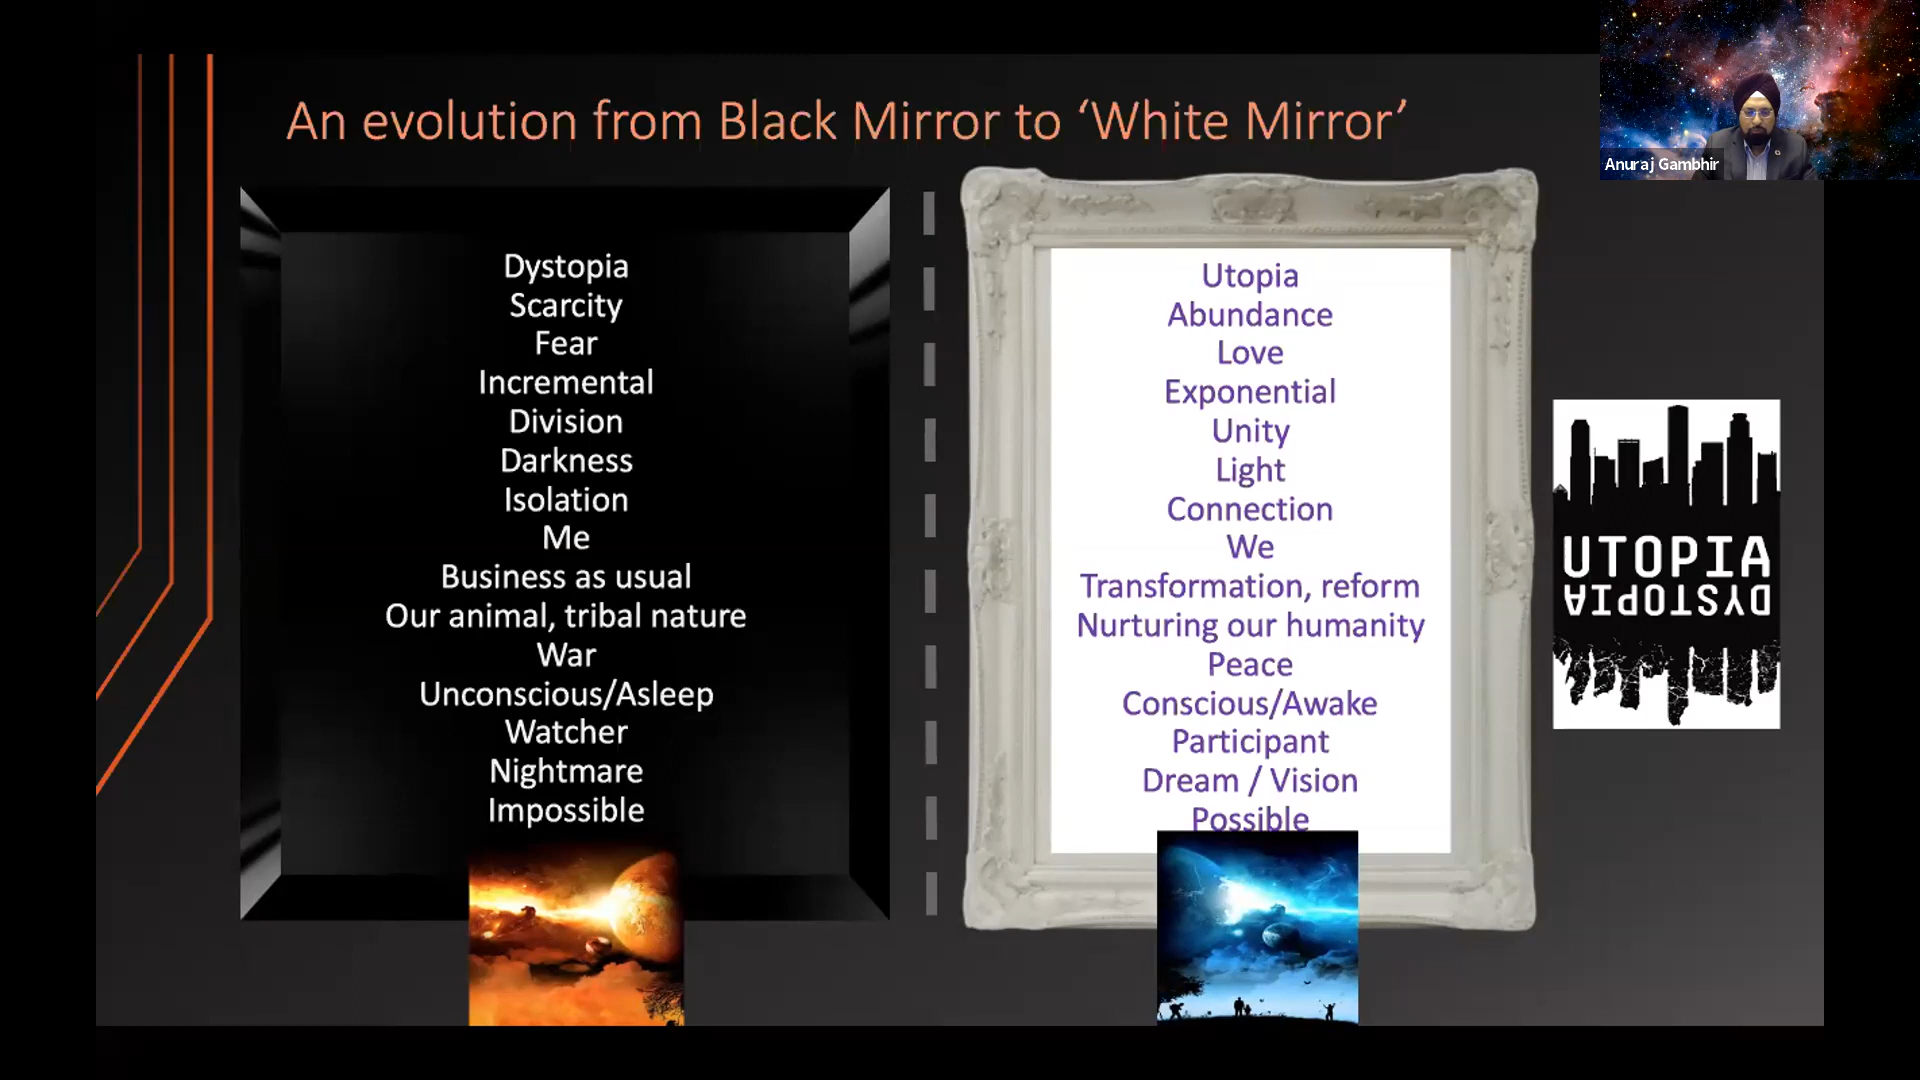 An evolution from Black Mirror to ‘White Mirror’
Anuraj Gambhir
Dystopia
Scarcity
Fear
Incremental
Division
Darkness
Isolation
Me
Business as usual
Our animal, tribal nature
War
Unconscious/Asleep
Watcher
Nightmare
Impossible
Utopia
Abundance
Love
Exponential
Unity
Light
Connection
We
Transformation, reform
Nurturing our humanity
Peace
Conscious/Awake
Participant
Dream / Vision
Possible
UTOPIA
DYSTOPIA